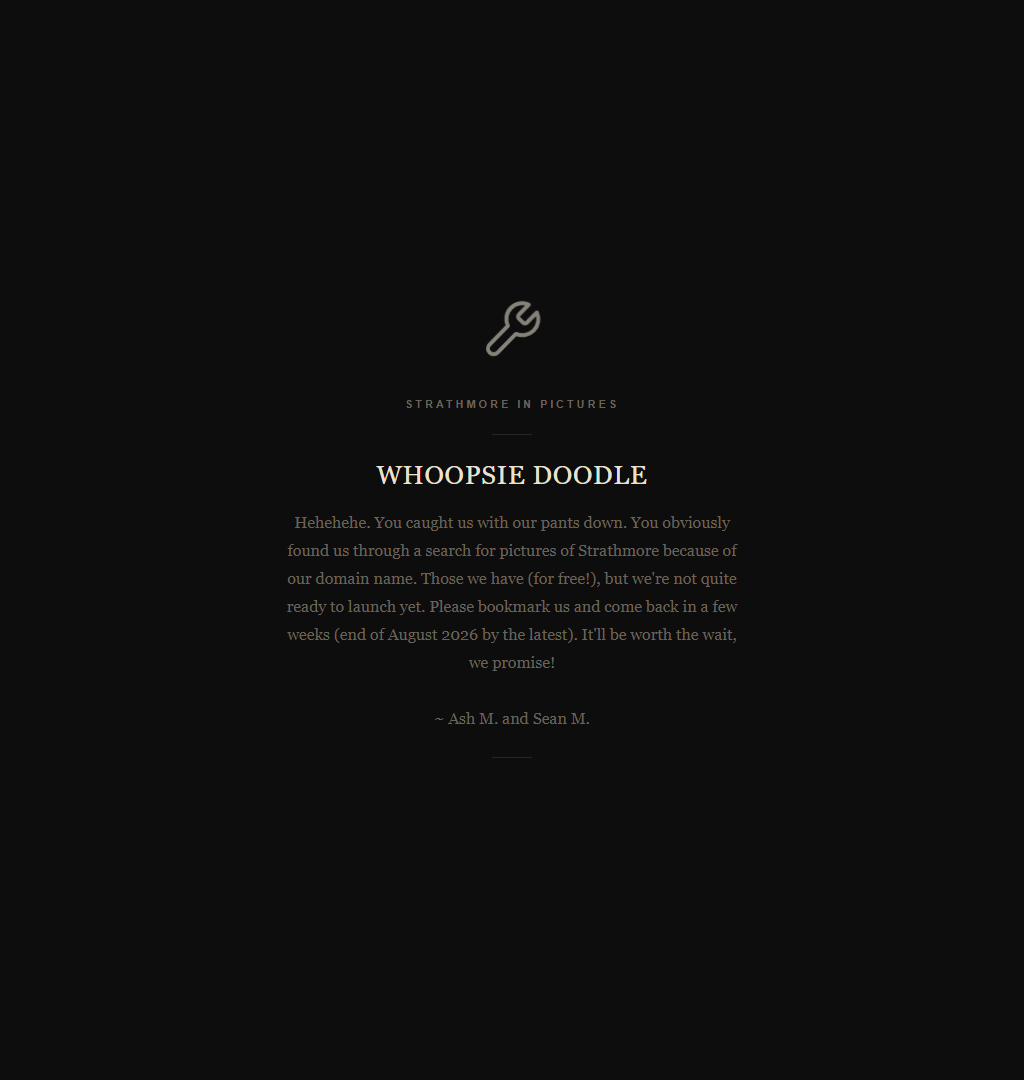 STRATHMORE IN PICTURES
WHOOPSIE DOODLE
Hehehehe. You caught us with our pants down. You obviously
found us through a search for pictures of Strathmore because of
our domain name. Those we have (for free!), but we're not quite
ready to launch yet. Please bookmark us and come back in a few
weeks (end of August 2026 by the latest). It'll be worth the wait,
we promise!
~ Ash M. and Sean M.